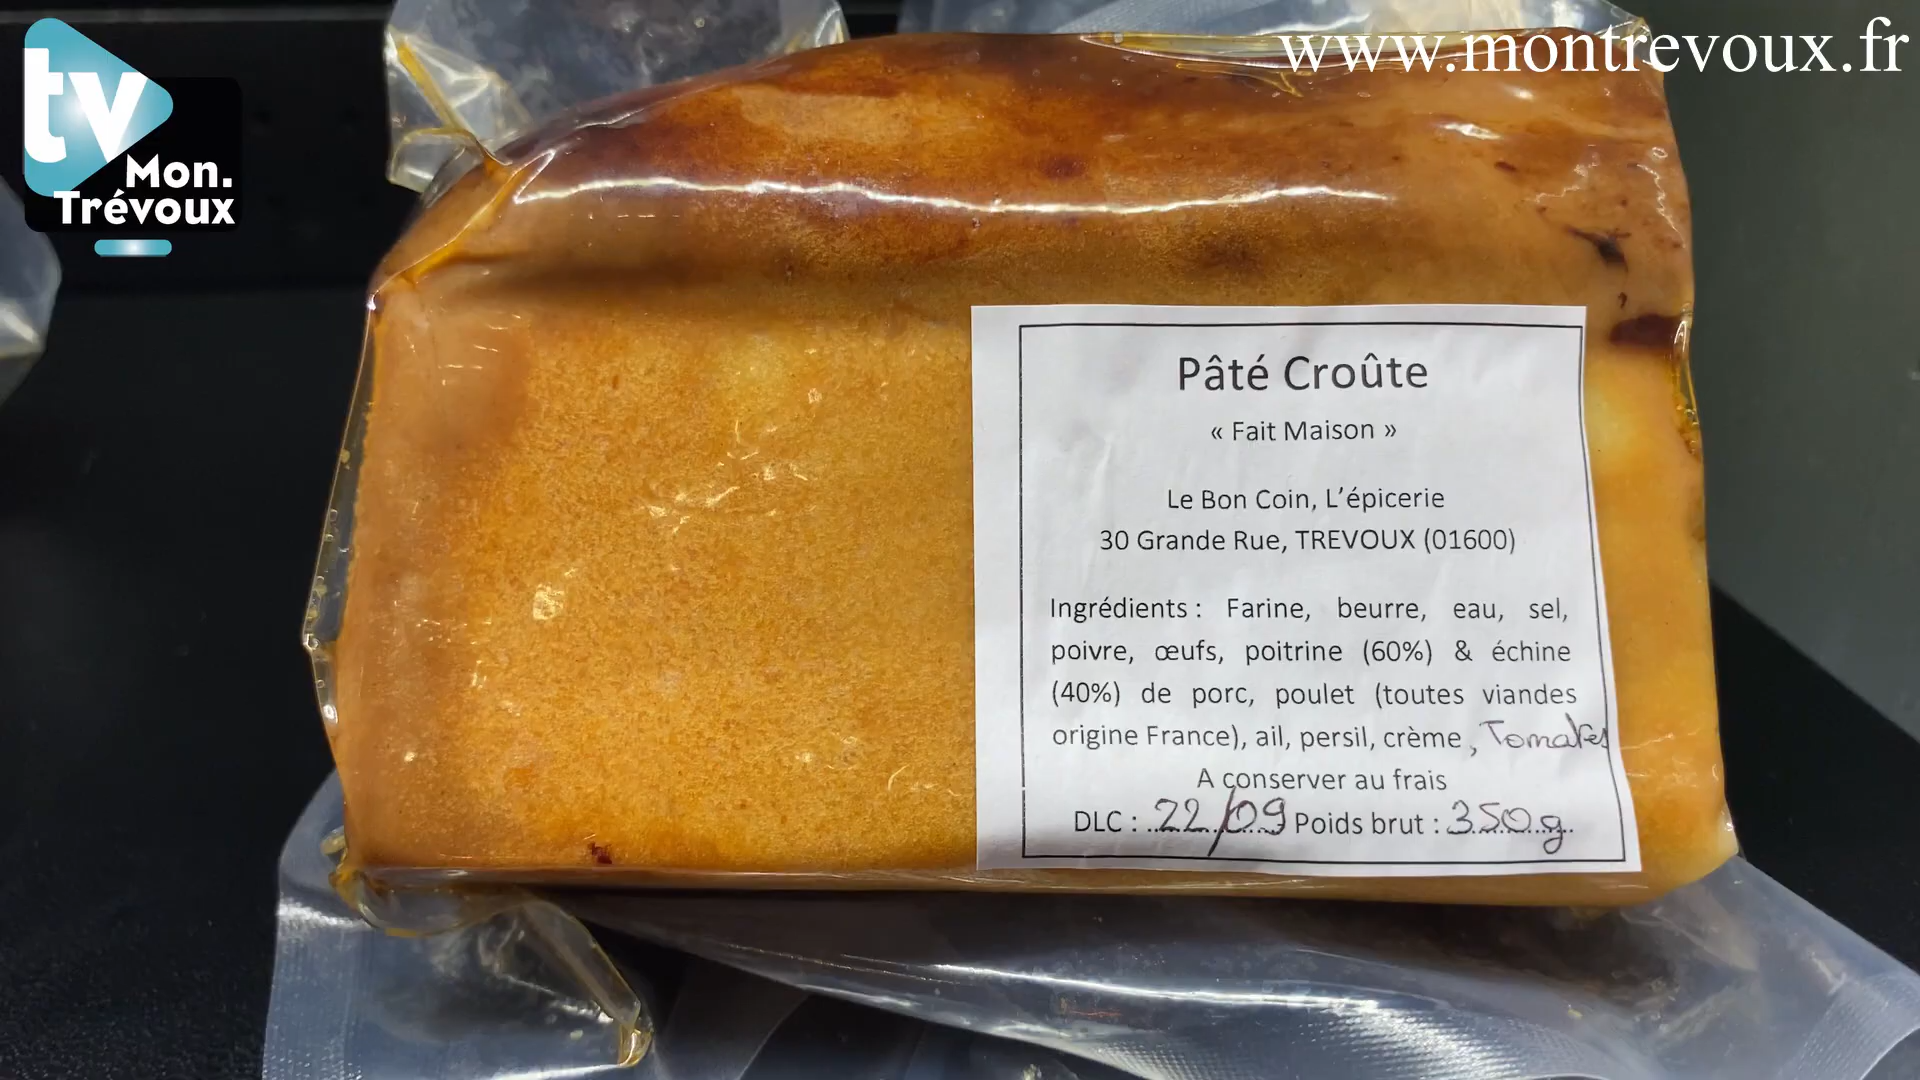 www.montrevoux.fr
tv
Mon.
Trévoux
Pâté Croûte
« Fait Maison »
Le Bon Coin, L'épicerie
30 Grande Rue, TREVOUX (01600)
Ingrédients : Farine, beurre, eau, sel,
poivre, œufs, poitrine (60%) & échine
(40%) de porc, poulet (toutes viandes
origine France), ail, persil, crème, Tomates
A conserver au frais
DLC : 22/09 Poids brut : 350g